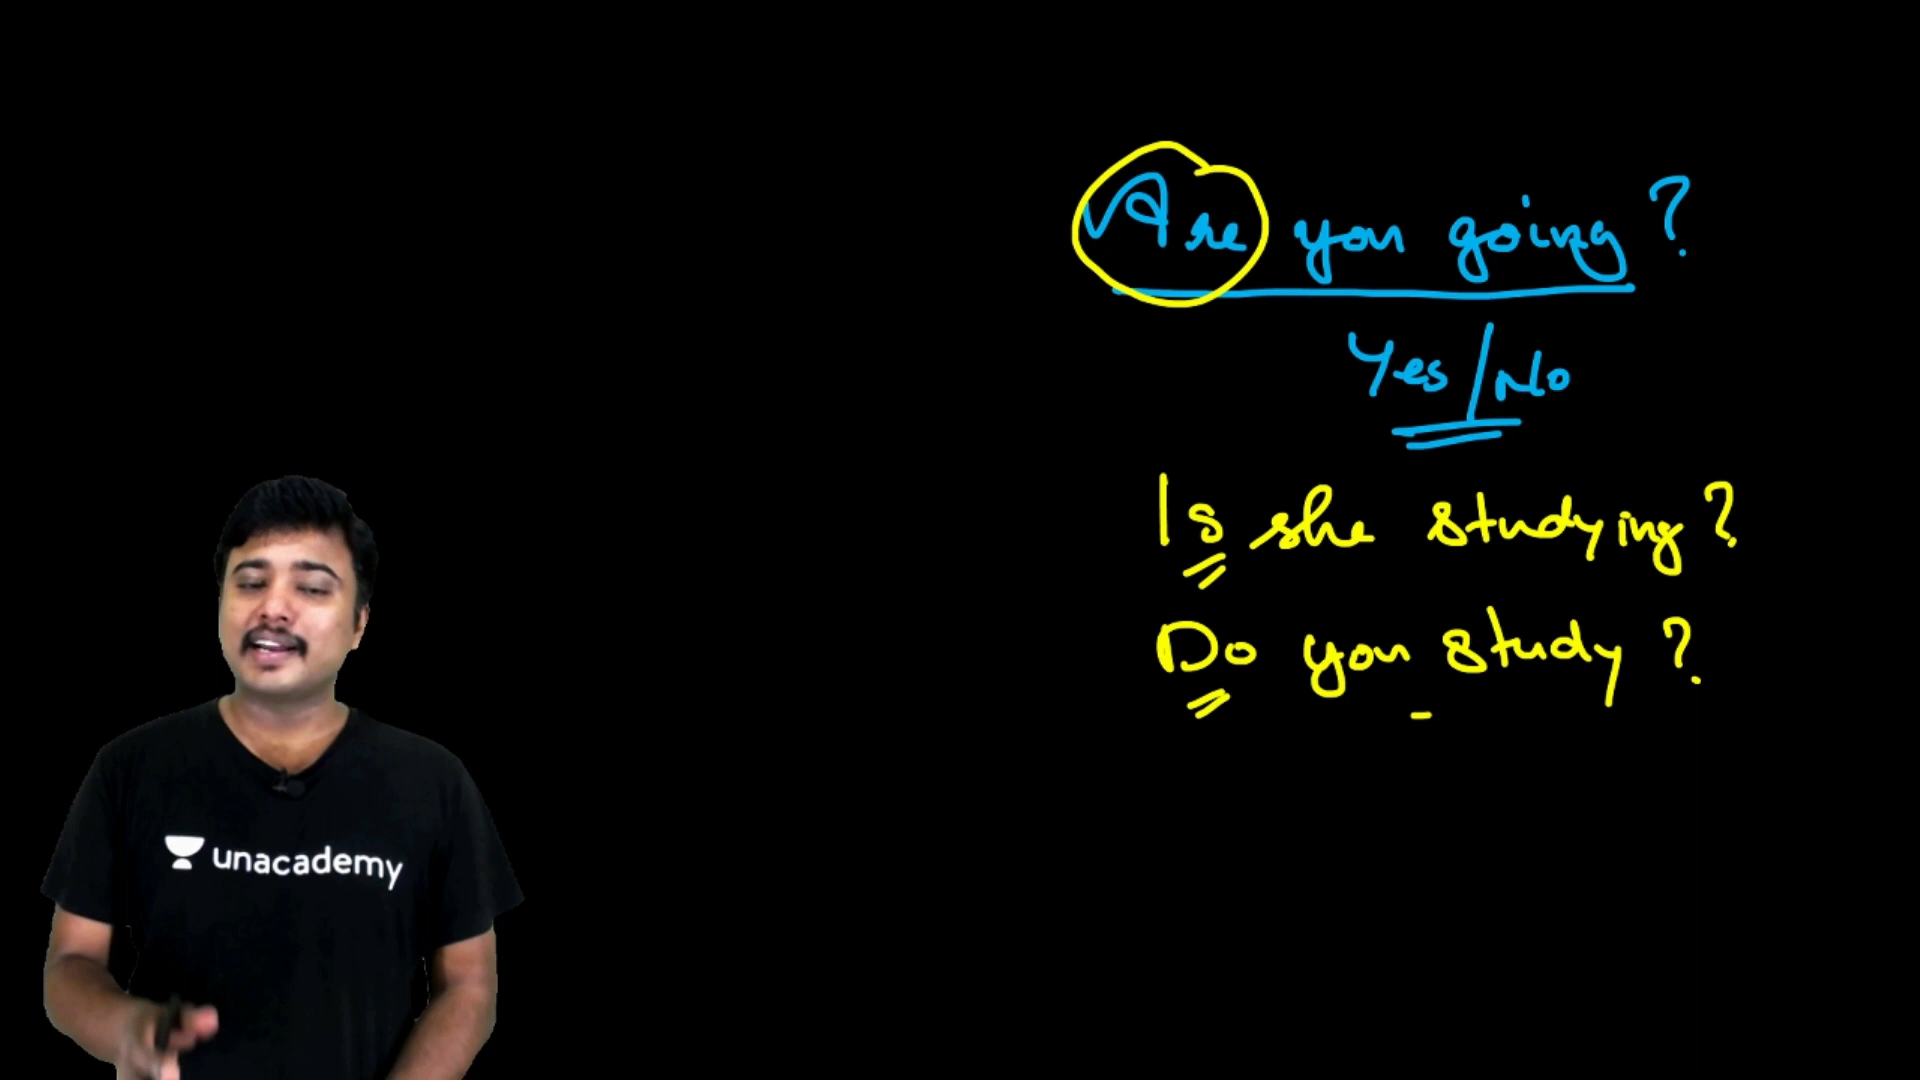 Are you going?
Yes/No
Is she studying?
Do you study?
unacademy